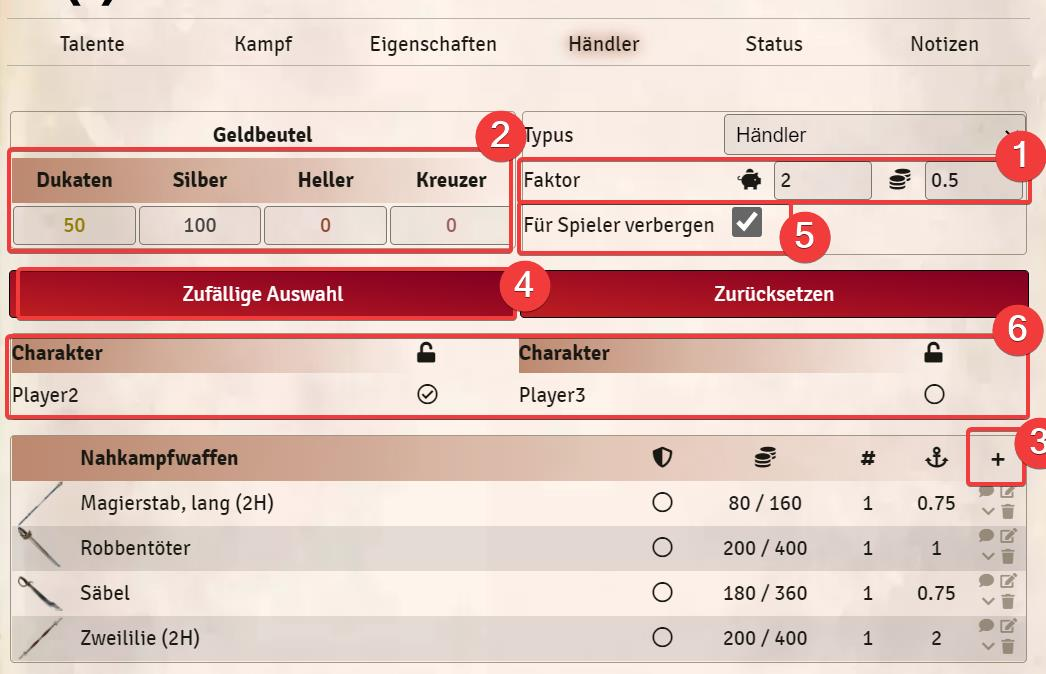 Talente Kampf Eigenschaften Händler Status Notizen
Geldbeutel 2 Typus Händler
1
Dukaten Silber Heller Kreuzer Faktor 2 0.5
50 100 0 0 Für Spieler verbergen 5
Zufällige Auswahl 4 Zurücksetzen
6
Charakter Charakter
Player2 Player3
3
Nahkampfwaffen # +
Magierstab, lang (2H) 80 / 160 1 0.75
Robbentöter 200 / 400 1 1
Säbel 180 / 360 1 0.75
Zweililie (2H) 200 / 400 1 2